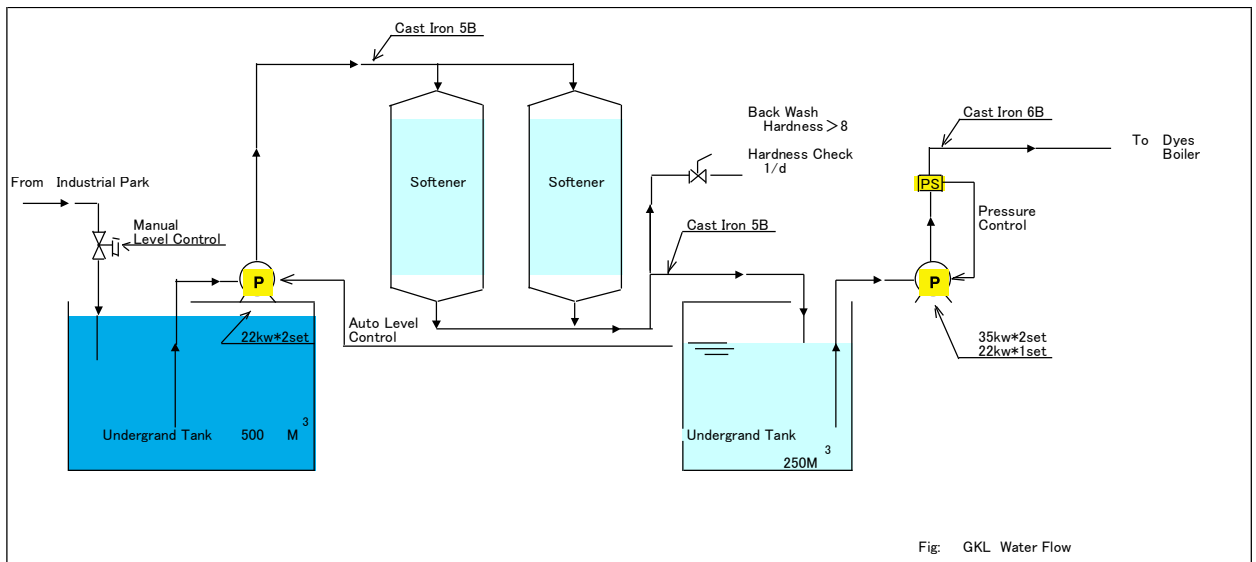 Cast Iron 5B
Back Wash
Hardness＞8
Hardness Check
1/d
Cast Iron 6B
To Dyes
Boiler
From Industrial Park
Softener
Softener
PS
Manual
Level Control
Pressure
Control
Cast Iron 5B
P
P
Auto Level
Control
22kw*2set
35kw*2set
22kw*1set
Undergrand Tank 500 M3
Undergrand Tank
250M3
Fig: GKL Water Flow